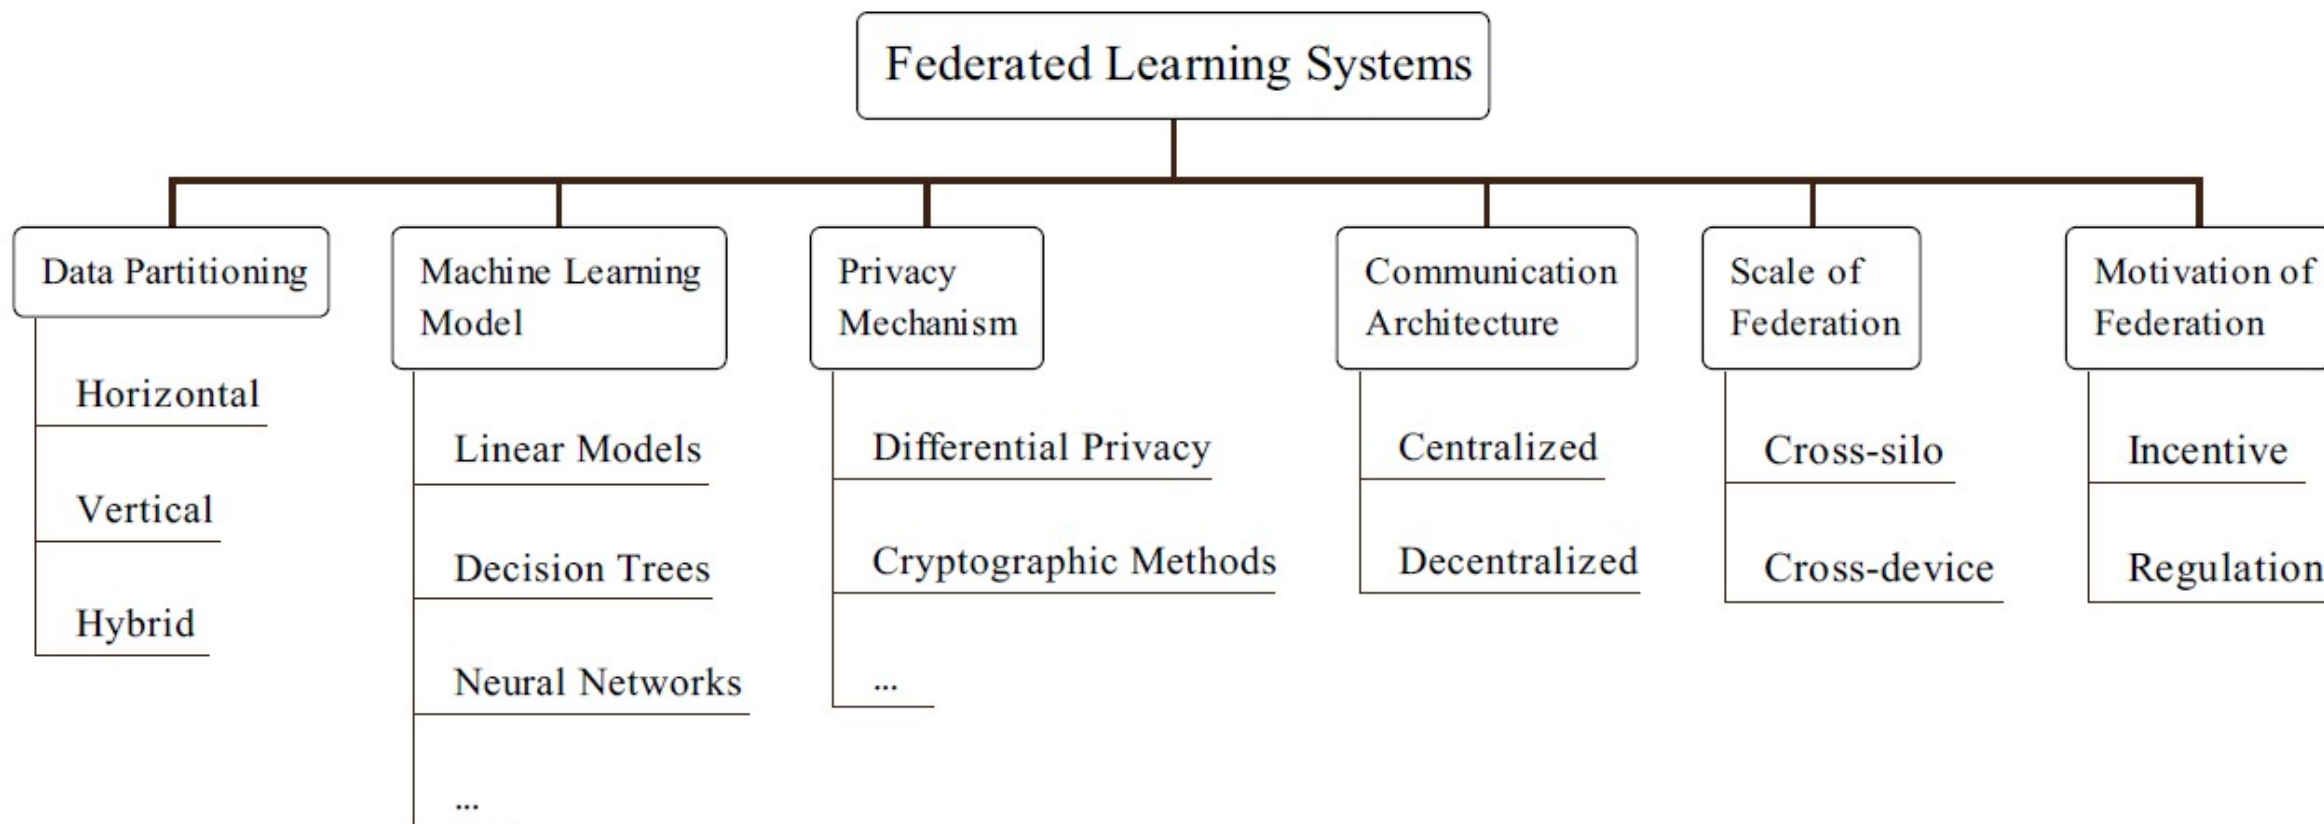 Federated Learning Systems
Data Partitioning
Horizontal
Vertical
Hybrid
Machine Learning
Model
Linear Models
Decision Trees
Neural Networks
...
Privacy
Mechanism
Differential Privacy
Cryptographic Methods
...
Communication
Architecture
Centralized
Decentralized
Scale of
Federation
Cross-silo
Cross-device
Motivation of
Federation
Incentive
Regulation